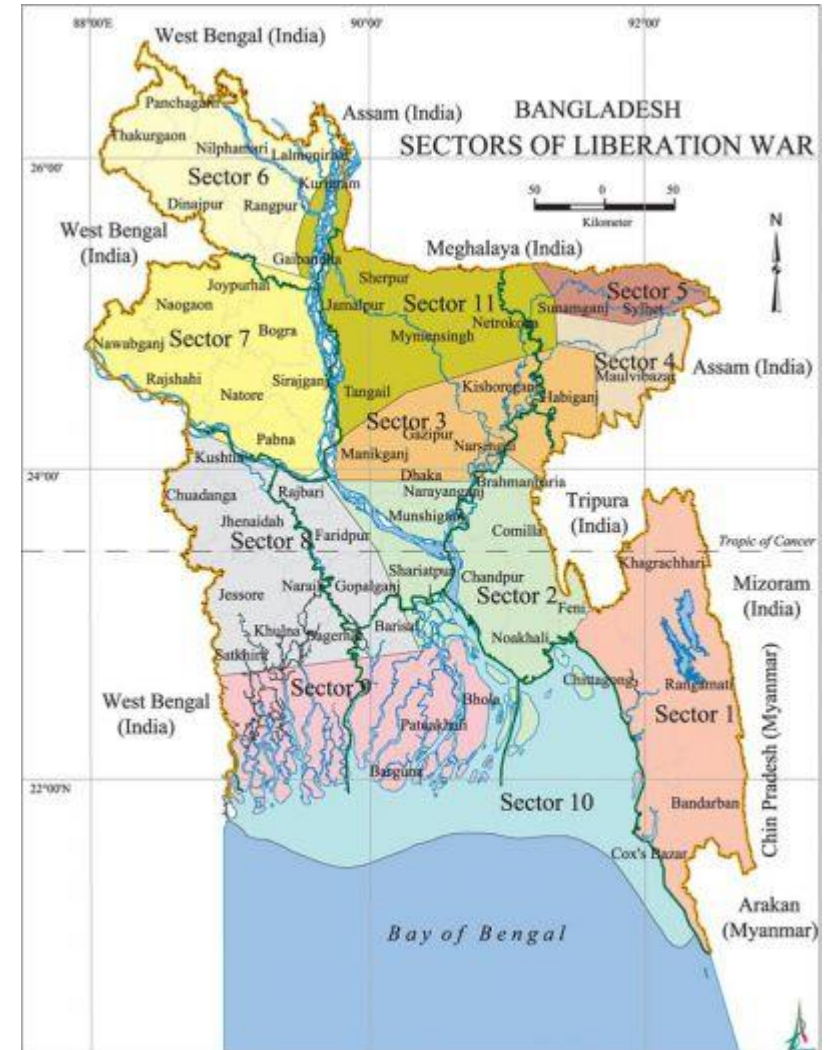 88°00'E
90°00'
92°00'
West Bengal (India)
Assam (India)
BANGLADESH
SECTORS OF LIBERATION WAR
50 0 50
Kilometer
N
26°00'
Panchagarh
Thakurgaon
Nilphamari
Lalmonirhat
Sector 6
Kurigram
Dinajpur
Rangpur
West Bengal
(India)
Gaibandha
Meghalaya (India)
Joypurhat
Sherpur
Sector 5
Naogaon
Jamalpur
Sector 11
Sunamganj
Sylhet
Bogra
Netrokona
Sector 7
Mymensingh
Nawabganj
Sector 4
Assam (India)
Maulvibazar
Rajshahi
Sirajganj
Kishoreganj
Natore
Tangail
Habiganj
Sector 3
Gazipur
Pabna
Narsingdi
Kushtia
Manikganj
24°00'
Dhaka
Brahmanbaria
Chuadanga
Rajbari
Narayanganj
Tripura
(India)
Munshiganj
Jhenaidah
Faridpur
Comilla
Sector 8
Tropic of Cancer
Khagrachhari
Shariatpur
Chandpur
Mizoram
(India)
Jessore
Narail
Gopalganj
Sector 2
Feni
Khulna
Bagerhat
Barisal
Noakhali
Satkhira
Sector 9
Chittagong
Rangamati
West Bengal
(India)
Bhola
Sector 1
Patuakhali
Chin Pradesh (Myanmar)
Barguna
22°00'N
Sector 10
Bandarban
Cox's Bazar
Arakan
(Myanmar)
Bay of Bengal